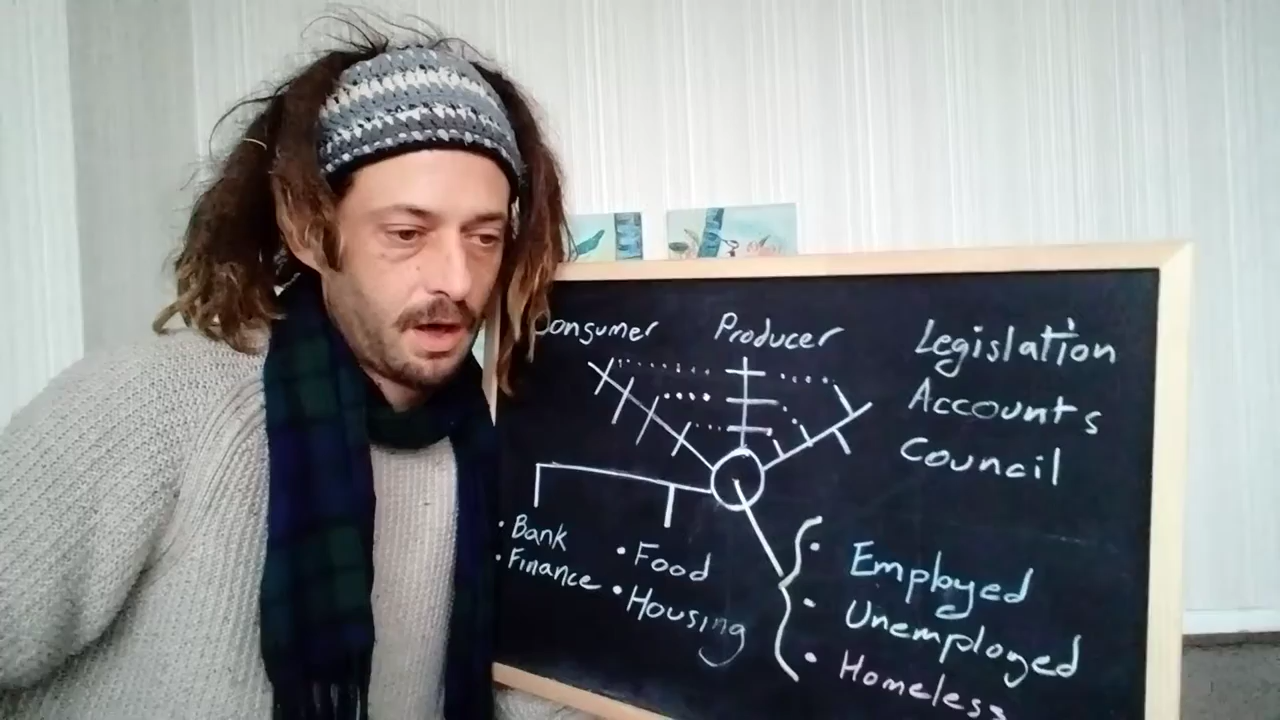 Consumer
Producer
Legislation
Accounts
Council
• Bank
• Finance
• Food
• Housing
• Employed
• Unemployed
• Homeless